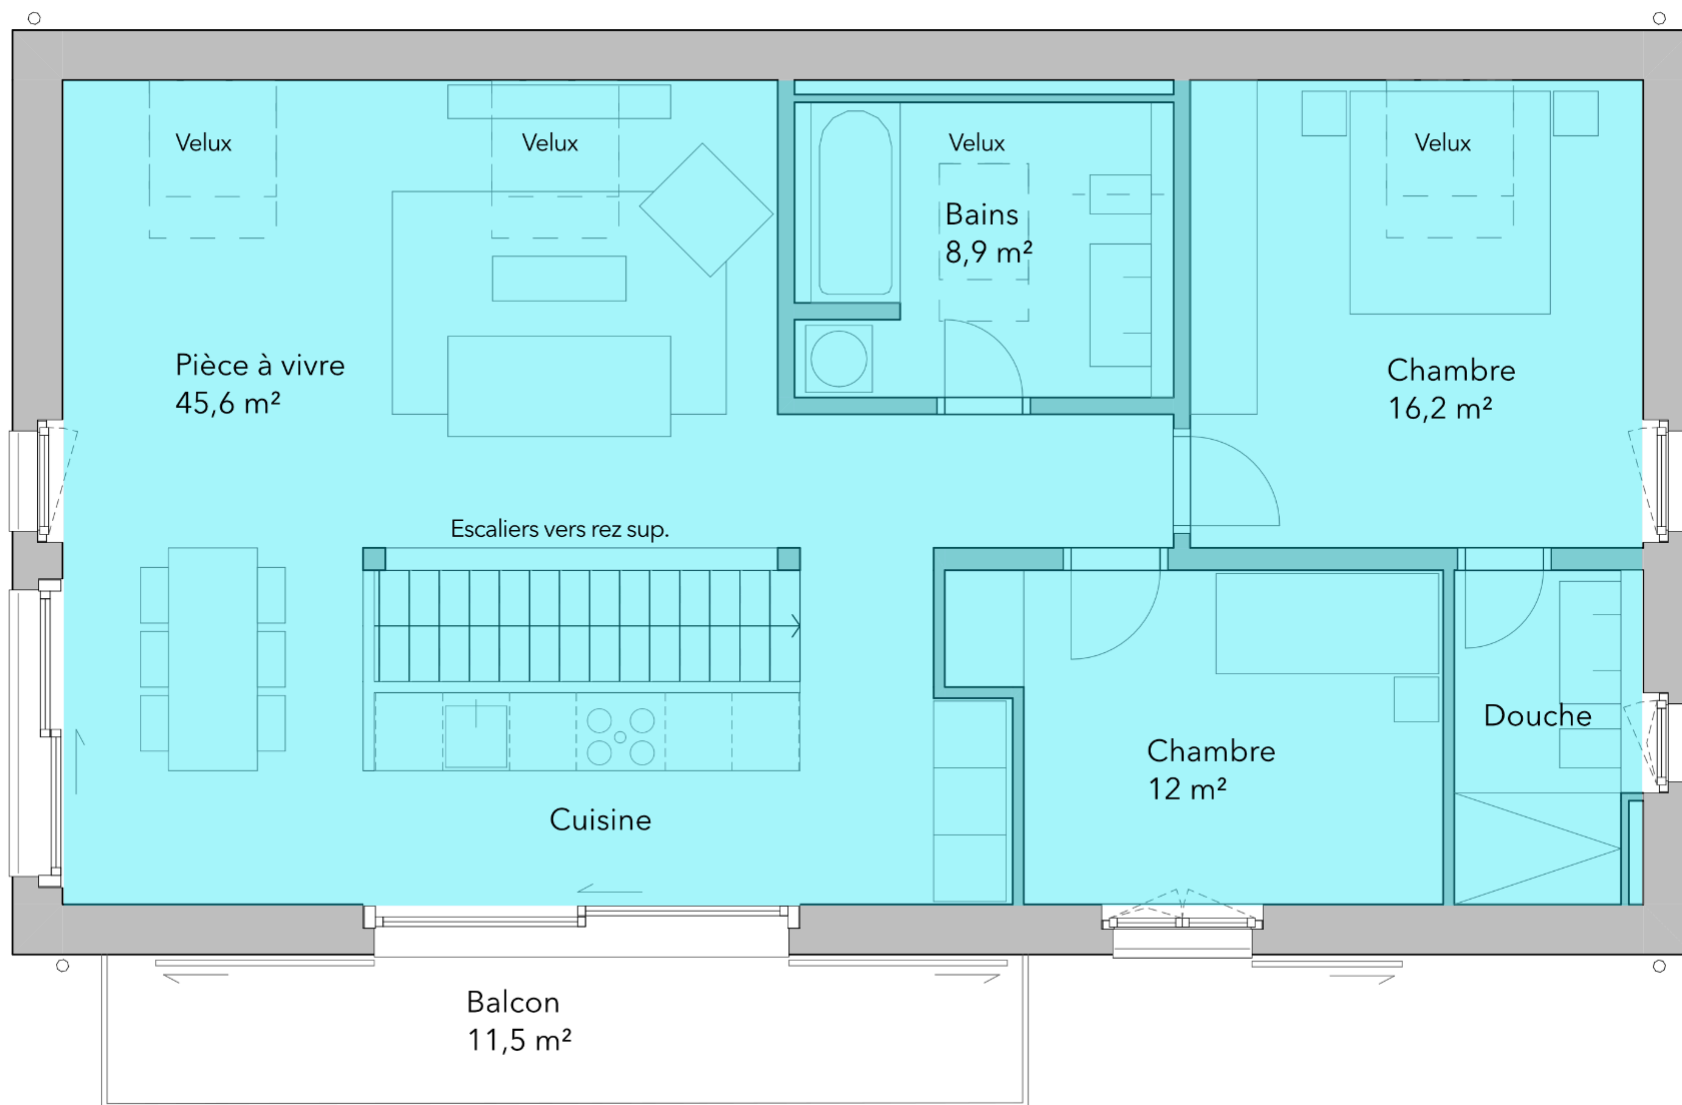 Velux
Velux
Velux
Velux
Bains
8,9 m²
Pièce à vivre
45,6 m²
Chambre
16,2 m²
Escaliers vers rez sup.
Douche
Chambre
12 m²
Cuisine
Balcon
11,5 m²